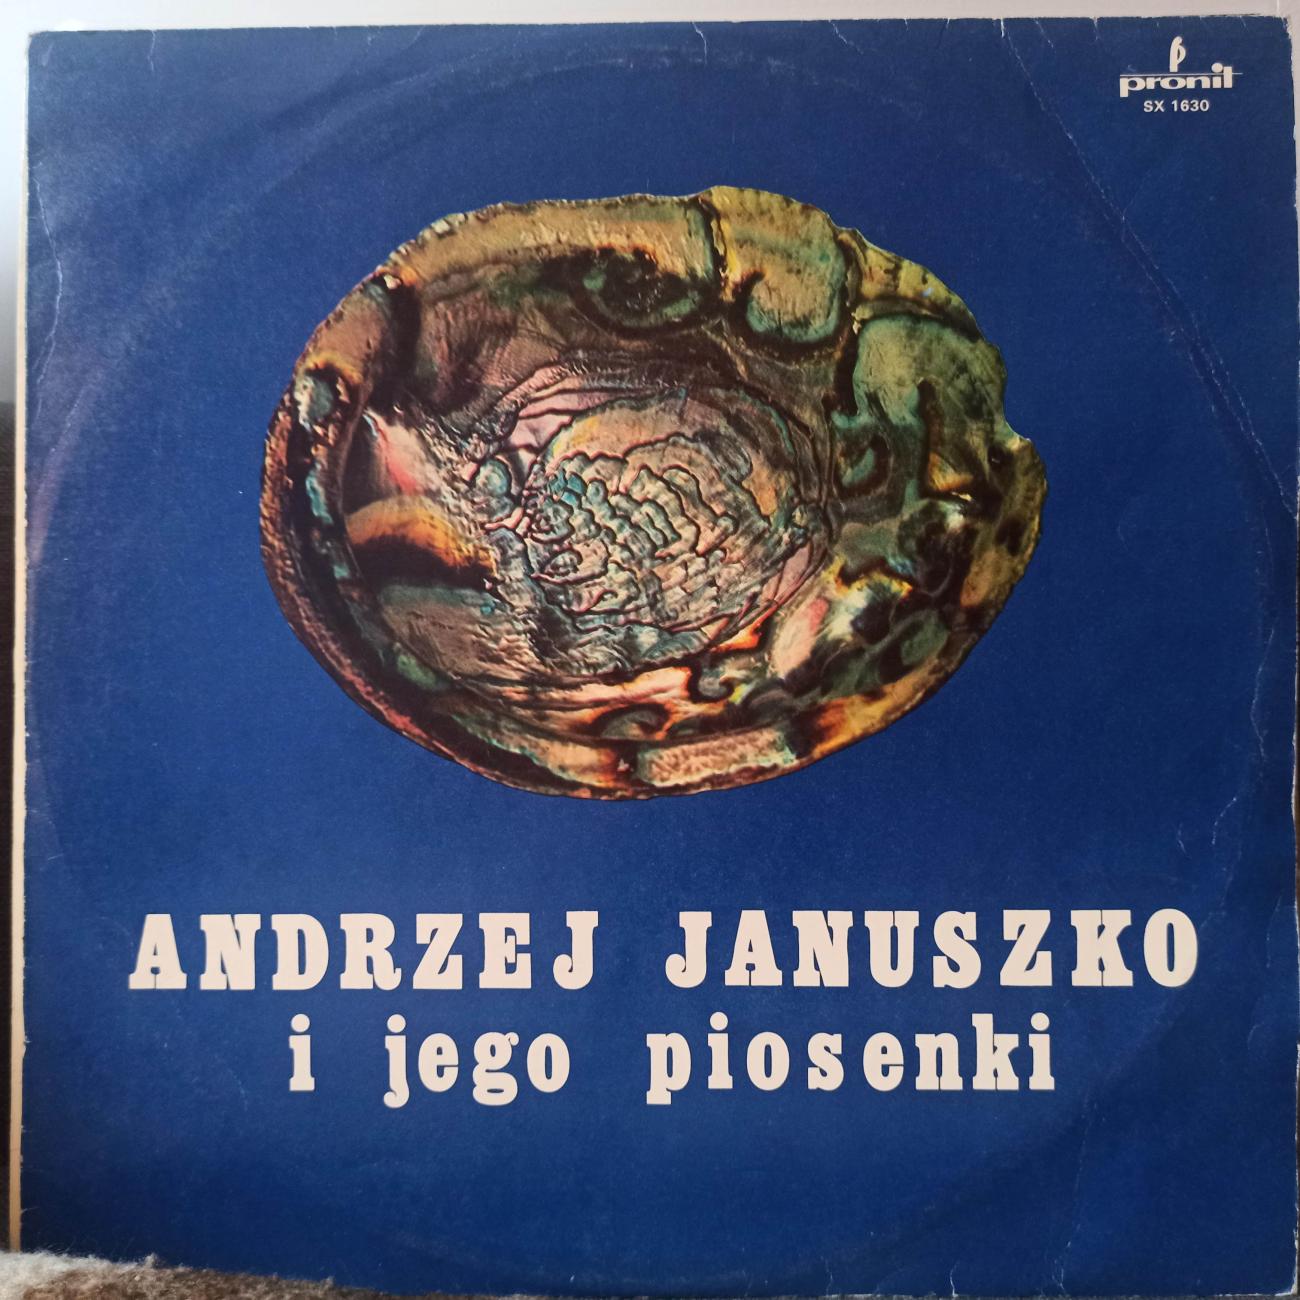 pronit
SX 1630
ANDRZEJ JANUSZKO
i jego piosenki